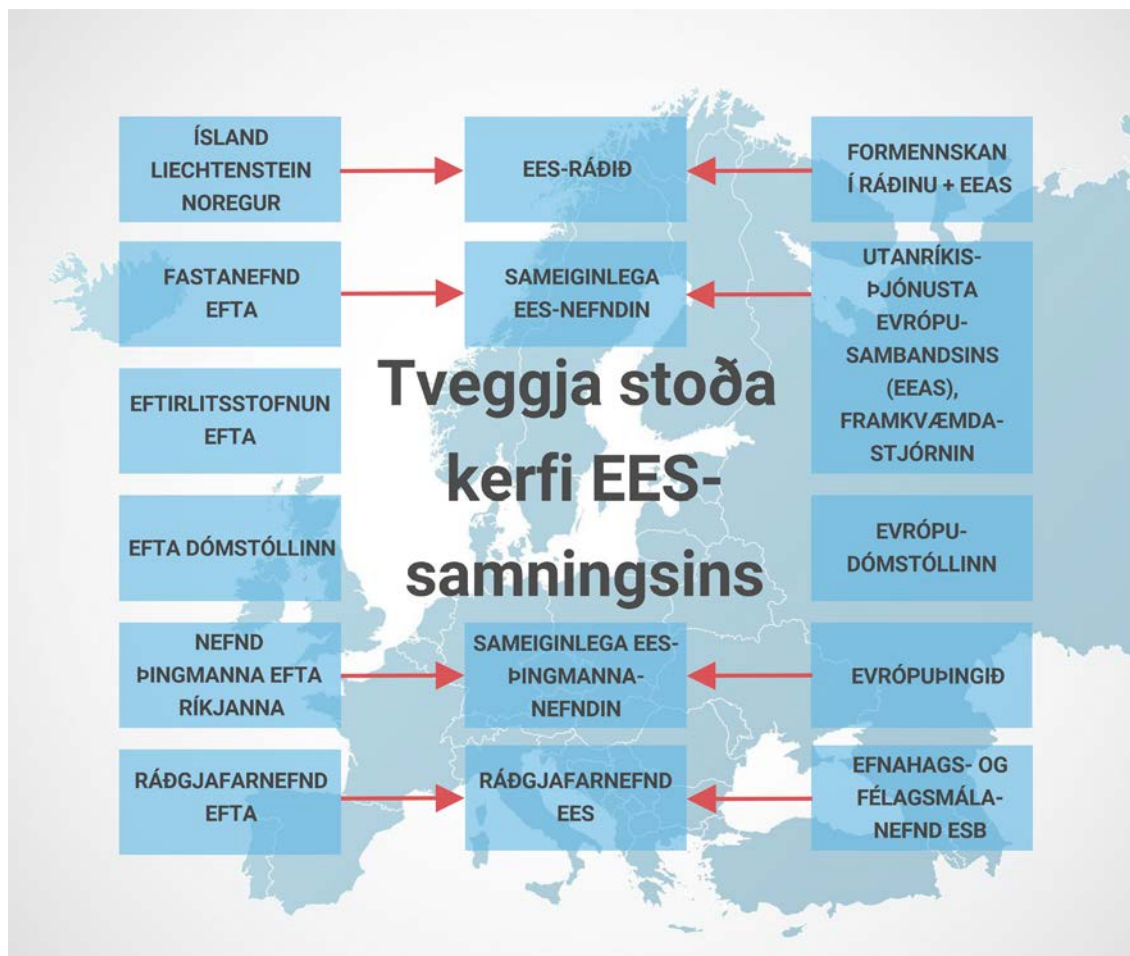 ÍSLAND
LIECHTENSTEIN
NOREGUR
EES-RÁÐIÐ
FORMENNSKAN
Í RÁÐINU + EEAS
FASTANEFND
EFTA
SAMEIGINLEGA
EES-NEFNDIN
UTANRÍKIS-
ÞJÓNUSTA
EVRÓPU-
SAMBANDSINS
(EEAS),
FRAMKVÆMDA-
STJÓRNIN
Tveggja stoða
kerfi EES-
samningsins
EFTIRLITSSTOFNUN
EFTA
EFTA DÓMSTÓLLINN
EVRÓPU-
DÓMSTÓLLINN
NEFND
ÞINGMANNA EFTA
RÍKJANNA
SAMEIGINLEGA EES-
ÞINGMANNA-
NEFNDIN
EVRÓPUÞINGIÐ
RÁÐGJAFARNEFND
EFTA
RÁÐGJAFARNEFND
EES
EFNAHAGS- OG
FÉLAGSMÁLA-
NEFND ESB